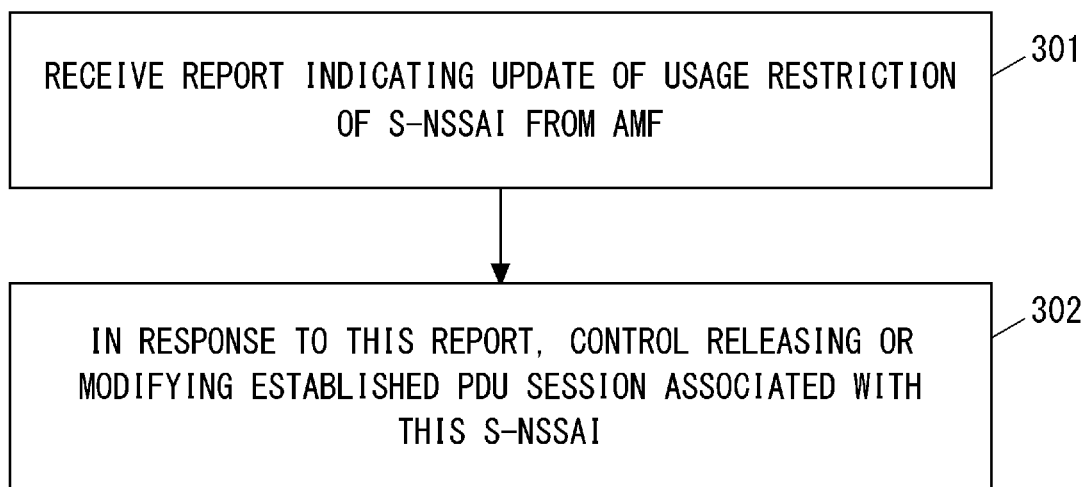 RECEIVE REPORT INDICATING UPDATE OF USAGE RESTRICTION
OF S-NSSAI FROM AMF
301
IN RESPONSE TO THIS REPORT, CONTROL RELEASING OR
MODIFYING ESTABLISHED PDU SESSION ASSOCIATED WITH
THIS S-NSSAI
302